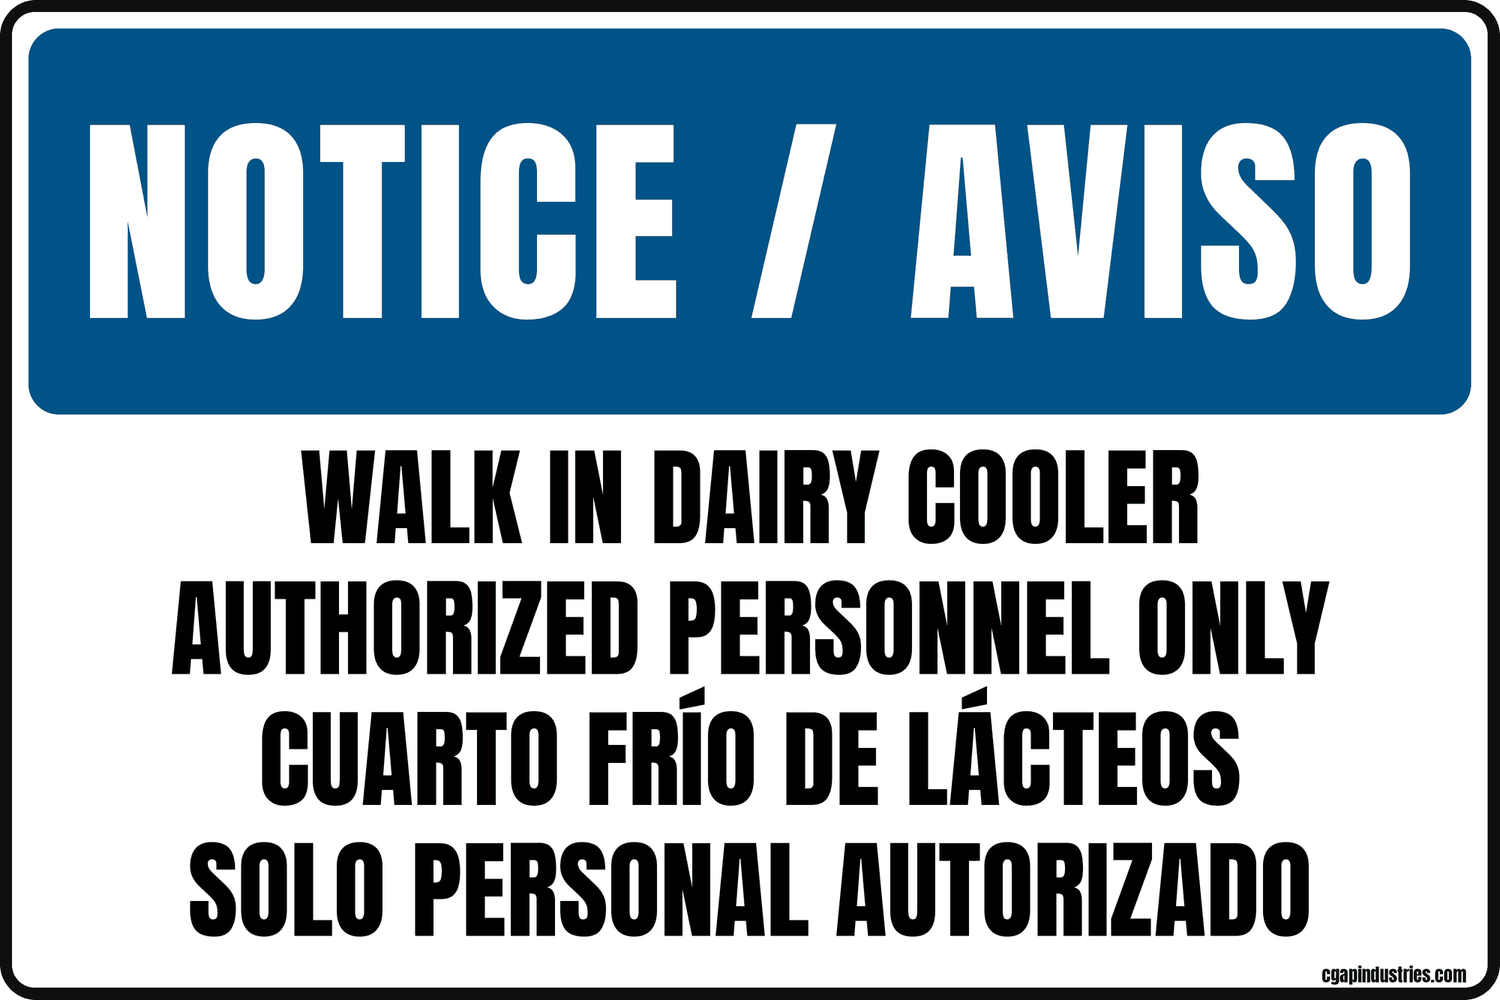 NOTICE / AVISO
WALK IN DAIRY COOLER
AUTHORIZED PERSONNEL ONLY
CUARTO FRÍO DE LÁCTEOS
SOLO PERSONAL AUTORIZADO
cgapindustries.com